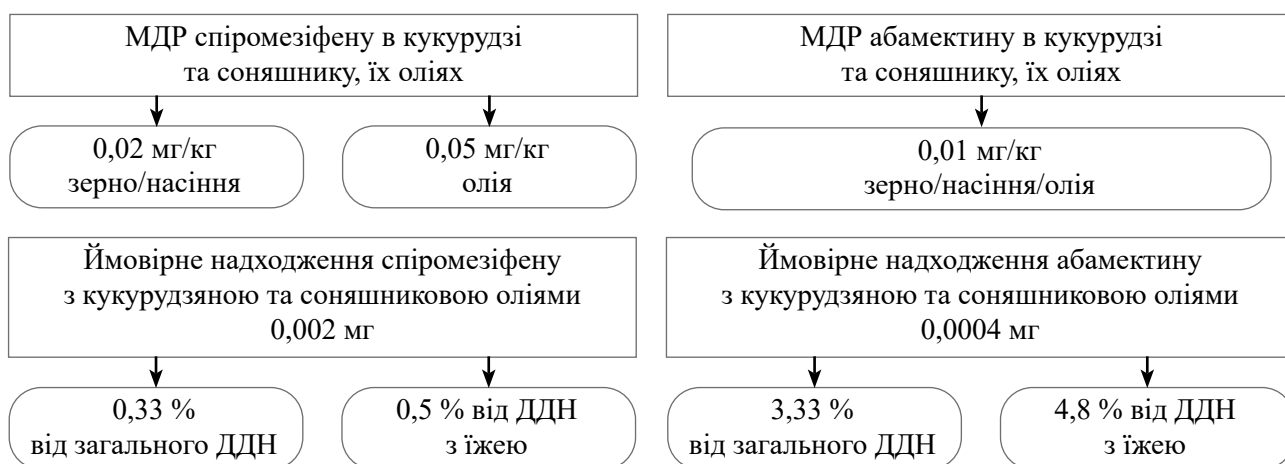 МДР спіромезіфену в кукурудзі
та соняшнику, їх оліях
0,02 мг/кг
зерно/насіння
0,05 мг/кг
олія
МДР абамектину в кукурудзі
та соняшнику, їх оліях
0,01 мг/кг
зерно/насіння/олія
Ймовірне надходження спіромезіфену
з кукурудзяною та соняшниковою оліями
0,002 мг
0,33 %
від загального ДДН
0,5 % від ДДН
з їжею
Ймовірне надходження абамектину
з кукурудзяною та соняшниковою оліями
0,0004 мг
3,33 %
від загального ДДН
4,8 % від ДДН
з їжею